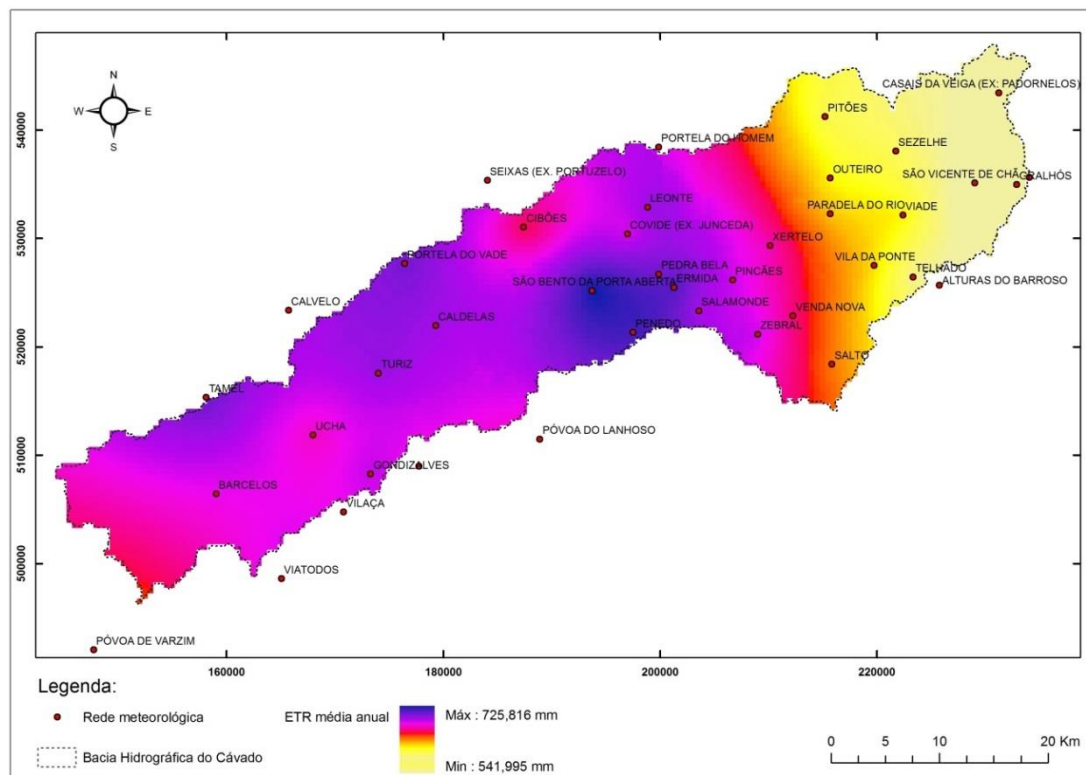 N
W E
S
540000
530000
520000
510000
500000
CASAIS DA VEIGA (EX: PADORNELOS)
PITÕES
PORTELA DO HOMEM
SEZELHE
SEIXAS (EX. PORTUZELO)
OUTEIRO
SÃO VICENTE DE CHÃ
GRALHÓS
LEONTE
CIBÕES
COVIDE (EX. JUNCEDA)
PARADELA DO RIO
VIADE
XERTELO
PORTELA DO VADE
VILA DA PONTE
PEDRA BELA
PINCÃES
TELHADO
SÃO BENTO DA PORTA ABERTA
ERMIDA
ALTURAS DO BARROSO
CALVELO
CALDELAS
SALAMONDE
VENDA NOVA
PENEDO
ZEBRAL
SALTO
TURIZ
TAMEL
UCHA
PÓVOA DO LANHOSO
GONDIZALVES
BARCELOS
VILAÇA
VIATODOS
PÓVOA DE VARZIM
160000 180000 200000 220000
Legenda:
Rede meteorológica
Bacia Hidrográfica do Cávado
ETR média anual
Máx : 725,816 mm
Min : 541,995 mm
0 5 10 20 Km